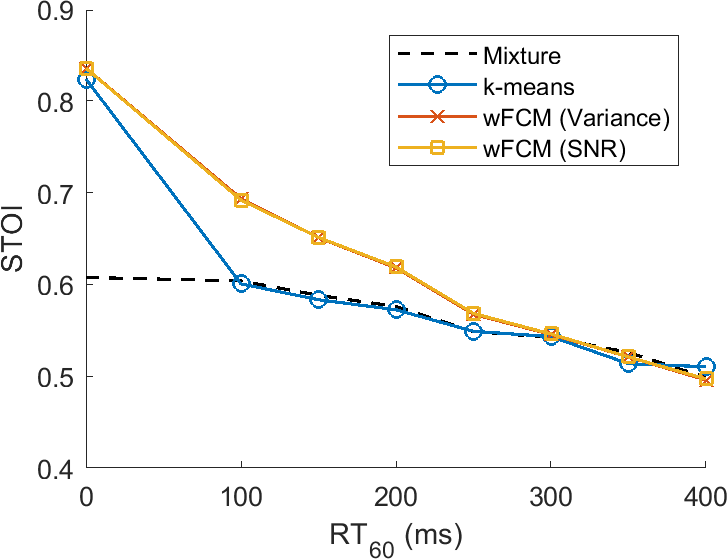 0.9
0.8
0.7
0.6
0.5
0.4
STOI
Mixture
k-means
wFCM (Variance)
wFCM (SNR)
0 100 200 300 400
RT60 (ms)